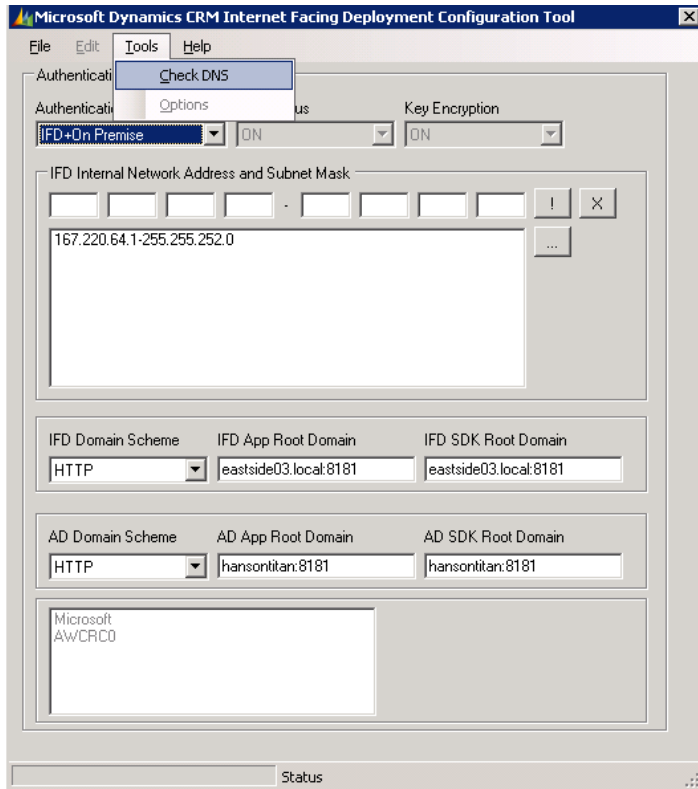 Microsoft Dynamics CRM Internet Facing Deployment Configuration Tool
File Edit Tools Help
Check DNS
Options
Authenticati
Authenticati us Key Encryption
IFD+On Premise ON ON
IFD Internal Network Address and Subnet Mask
- ! X
167.220.64.1-255.255.252.0
...
IFD Domain Scheme IFD App Root Domain IFD SDK Root Domain
HTTP eastside03.local:8181 eastside03.local:8181
AD Domain Scheme AD App Root Domain AD SDK Root Domain
HTTP hansontitan:8181 hansontitan:8181
Microsoft
AWCRC0
Status